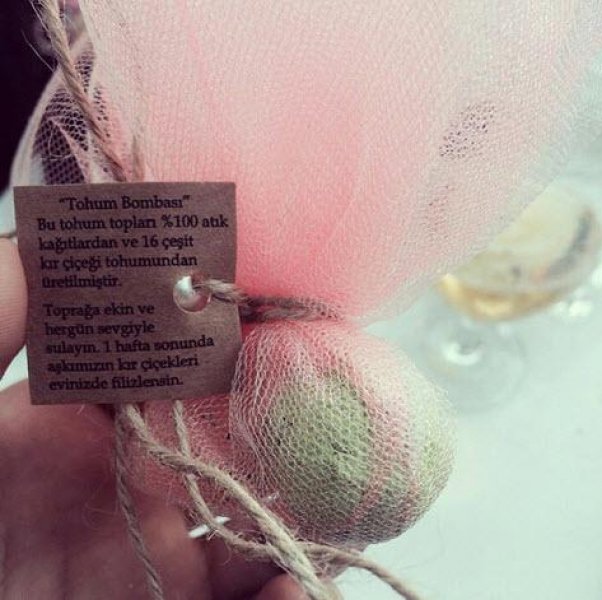 "Tohum Bombası"
Bu tohum topları %100 atık
kağıtlardan ve 16 çeşit
kır çiçeği tohumundan
üretilmiştir.
Toprağa ekin ve
hergün sevgiyle
sulayın. 1 hafta sonunda
aşkımızın kır çiçekleri
evinizde filizlensin.